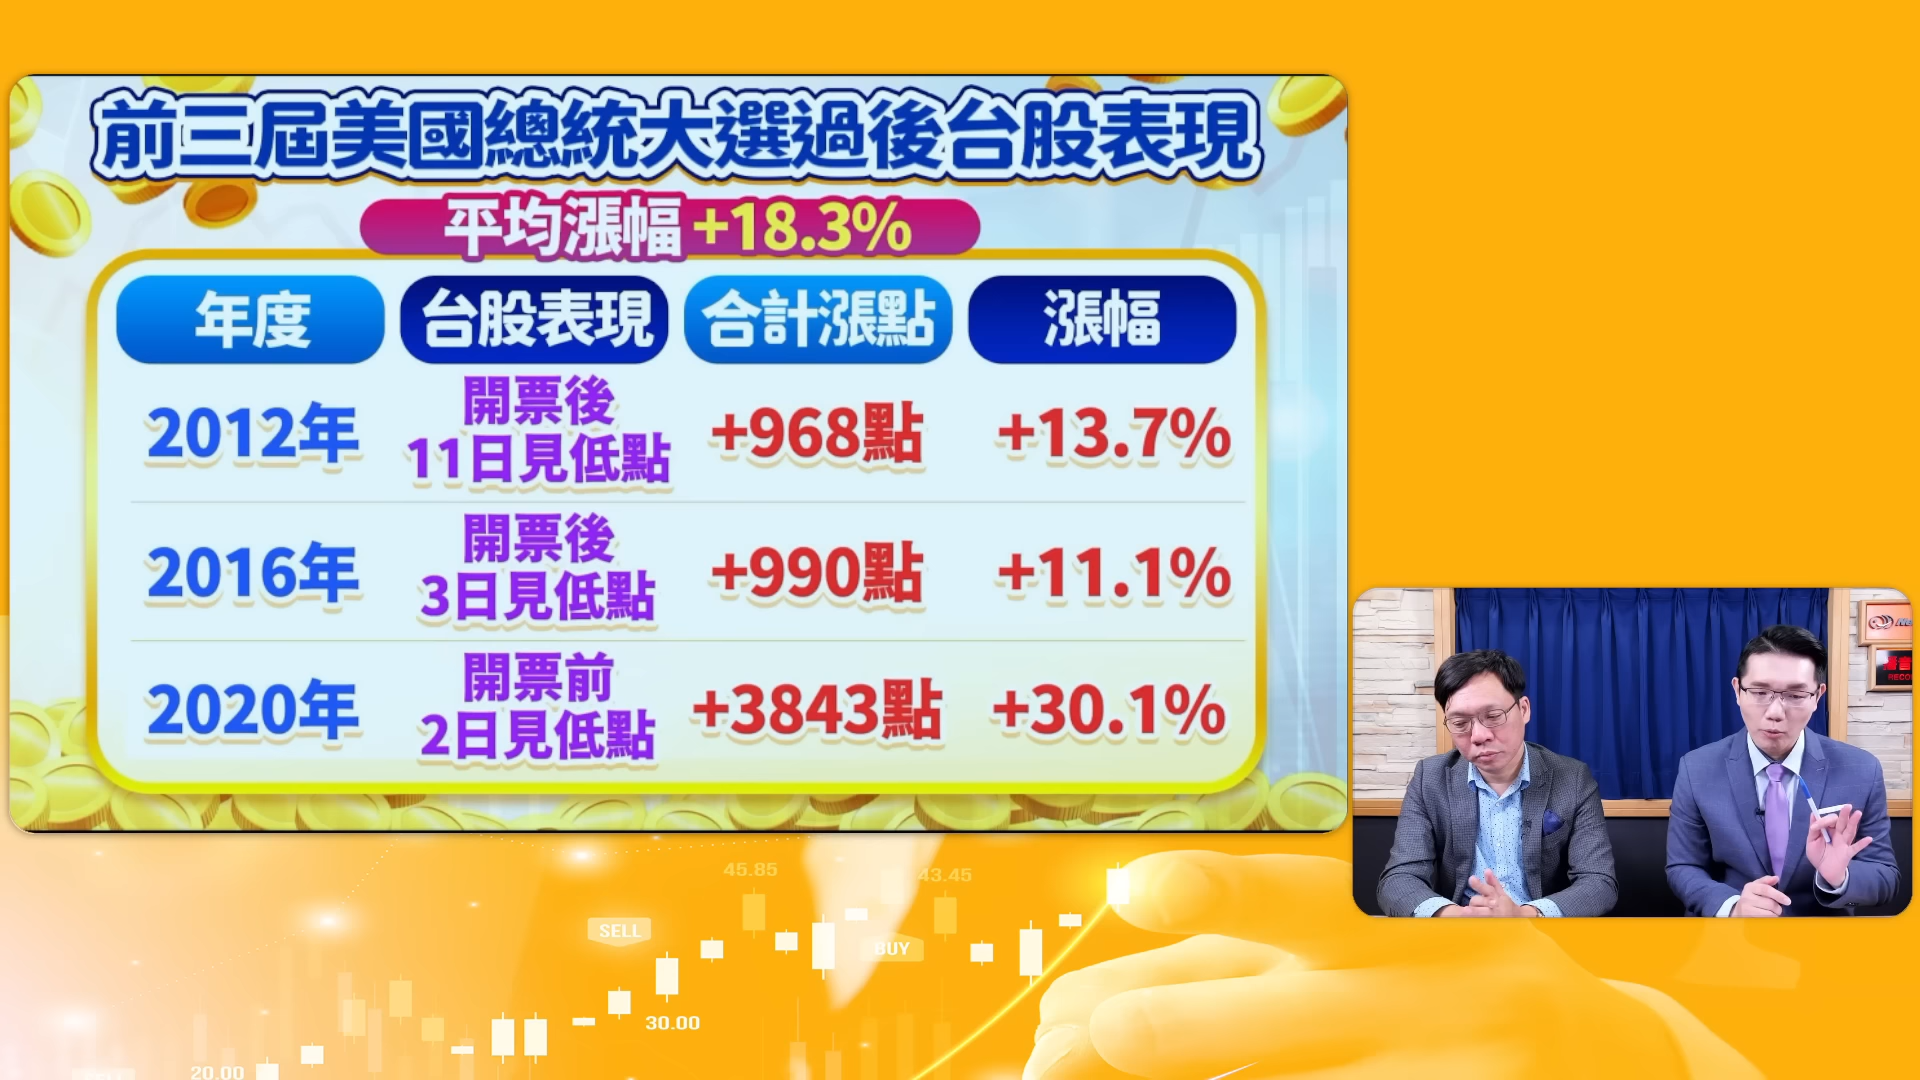 前三屆美國總統大選過後台股表現
平均漲幅+18.3%
年度 台股表現 合計漲點 漲幅
2012年 開票後 11日見低點 +968點 +13.7%
2016年 開票後 3日見低點 +990點 +11.1%
2020年 開票前 2日見低點 +3843點 +30.1%
45.85
43.45
SELL
BUY
30.00
20.00